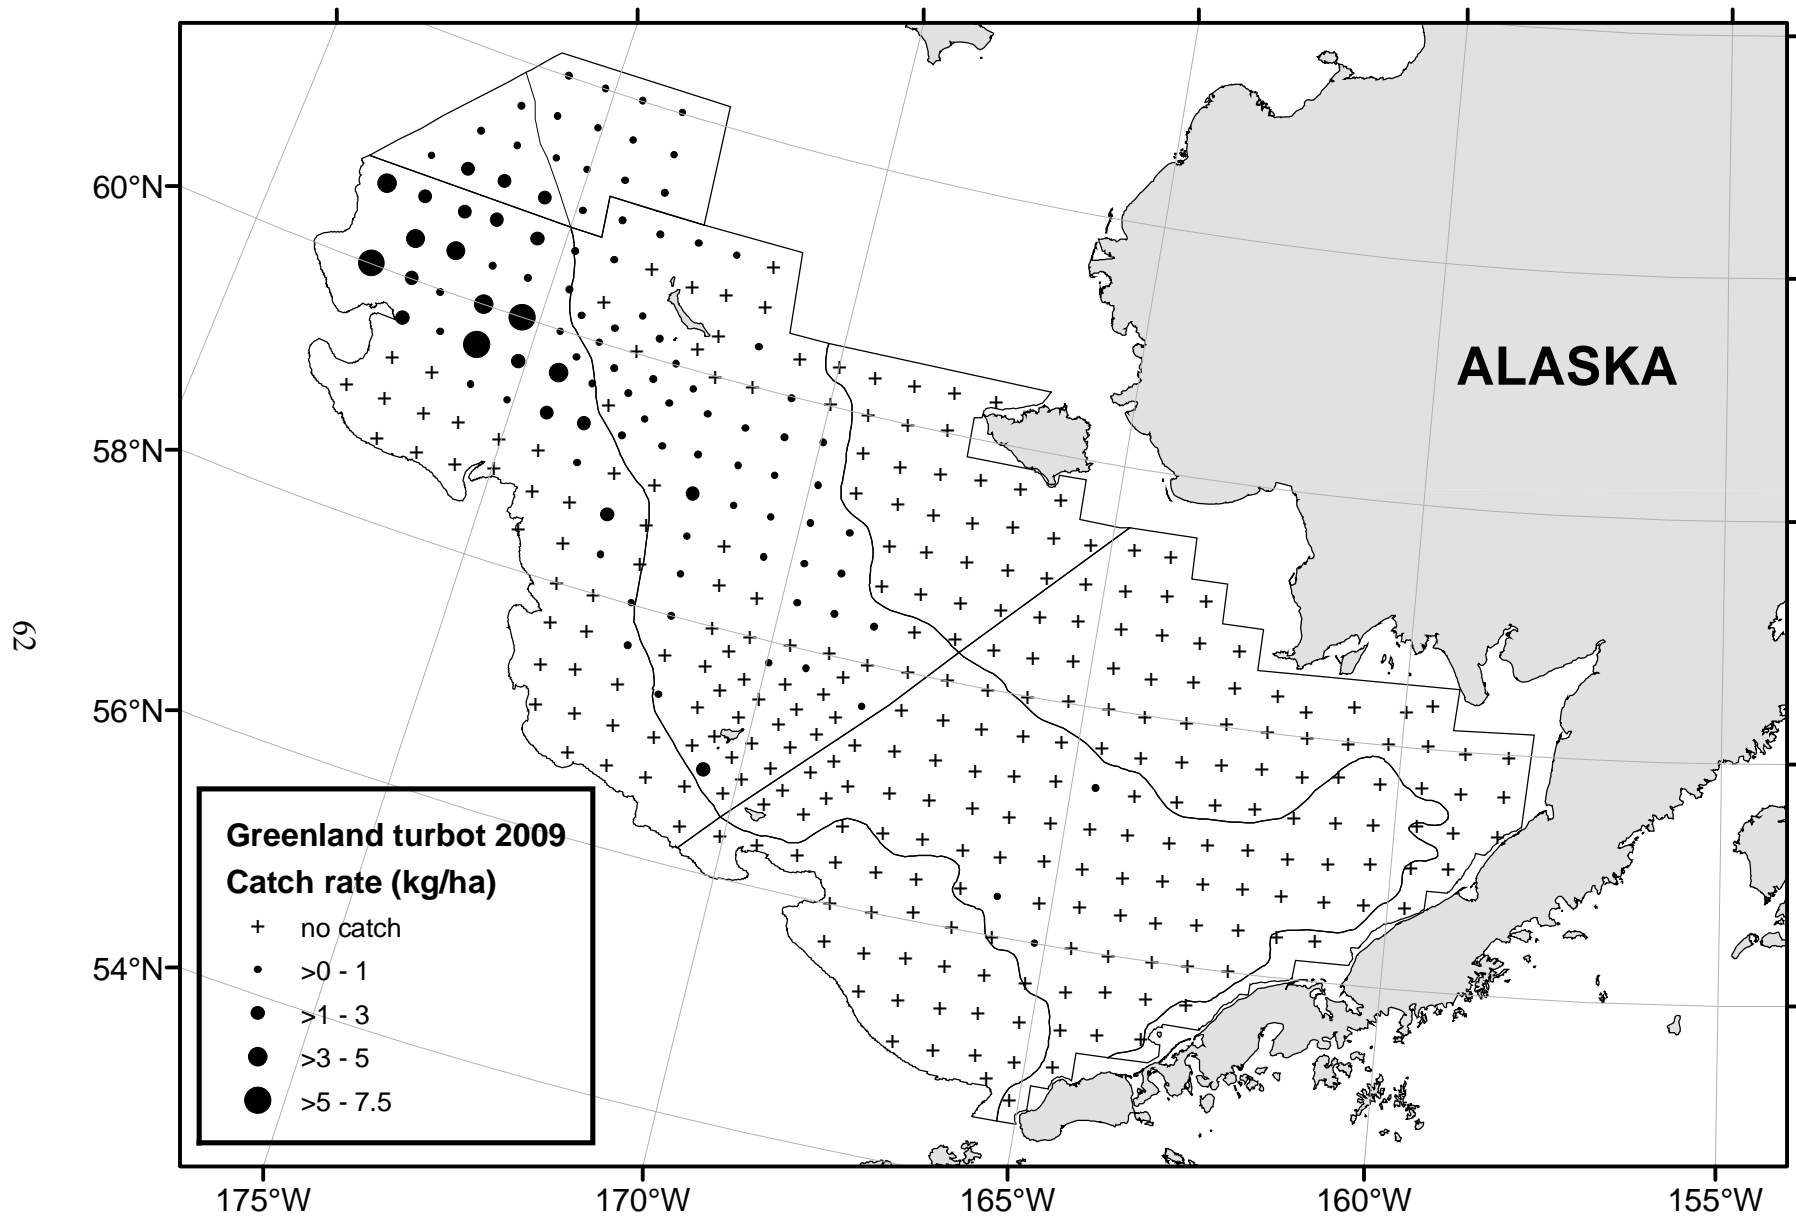 60°N
58°N
56°N
54°N
62
ALASKA
Greenland turbot 2009
Catch rate (kg/ha)
no catch
>0 - 1
>1 - 3
>3 - 5
>5 - 7.5
175°W
170°W
165°W
160°W
155°W